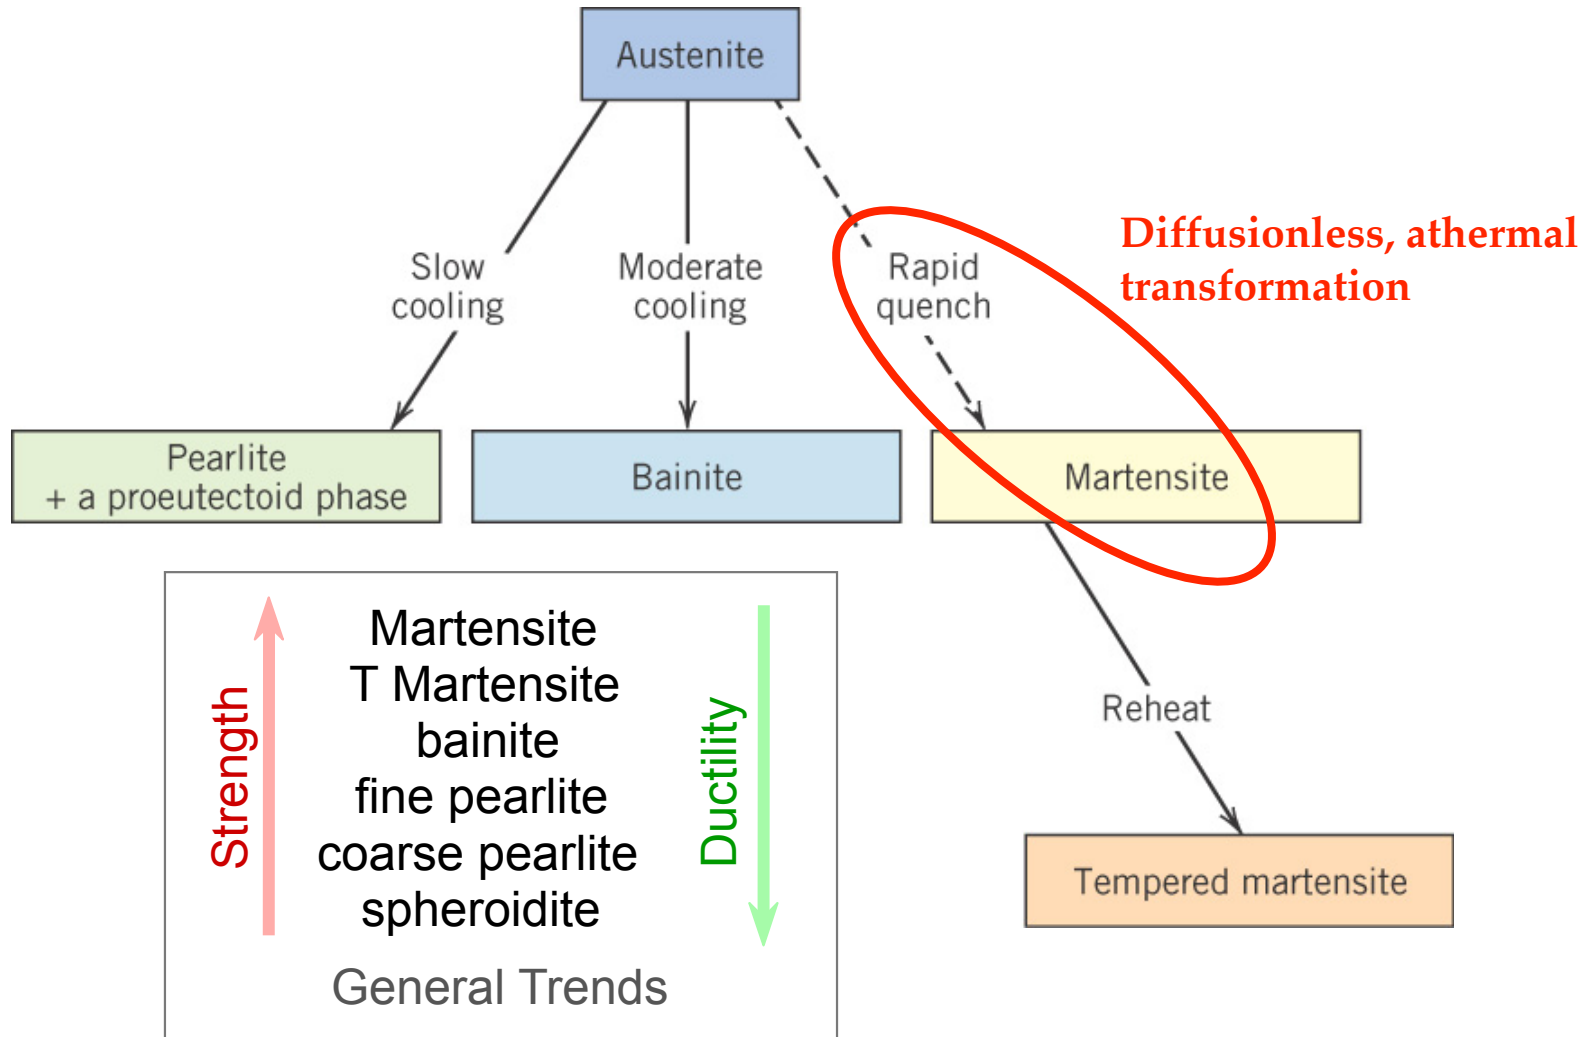 Austenite
Slow
cooling
Moderate
cooling
Rapid
quench
Diffusionless, athermal
transformation
Pearlite
+ a proeutectoid phase
Bainite
Martensite
Reheat
Tempered martensite
Strength
Martensite
T Martensite
bainite
fine pearlite
coarse pearlite
spheroidite
Ductility
General Trends